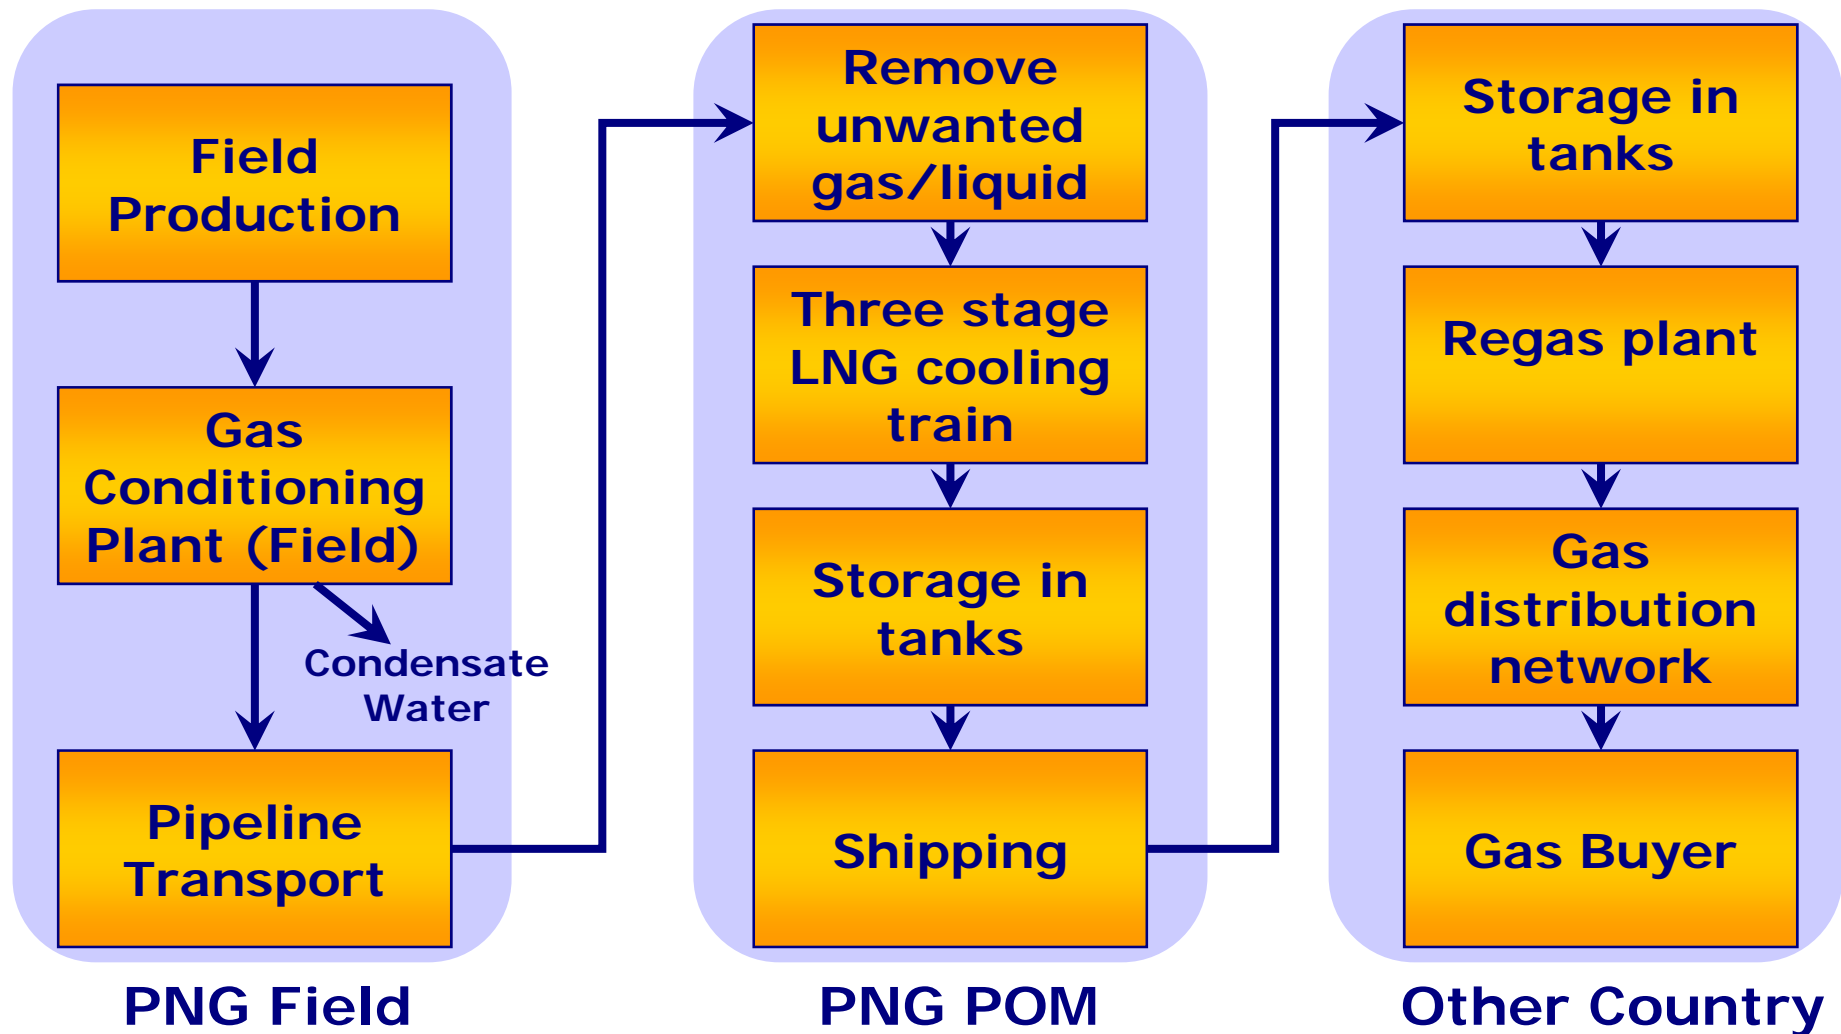 Field
Production
Gas
Conditioning
Plant (Field)
Condensate
Water
Pipeline
Transport
PNG Field
Remove
unwanted
gas/liquid
Three stage
LNG cooling
train
Storage in
tanks
Shipping
PNG POM
Storage in
tanks
Regas plant
Gas
distribution
network
Gas Buyer
Other Country